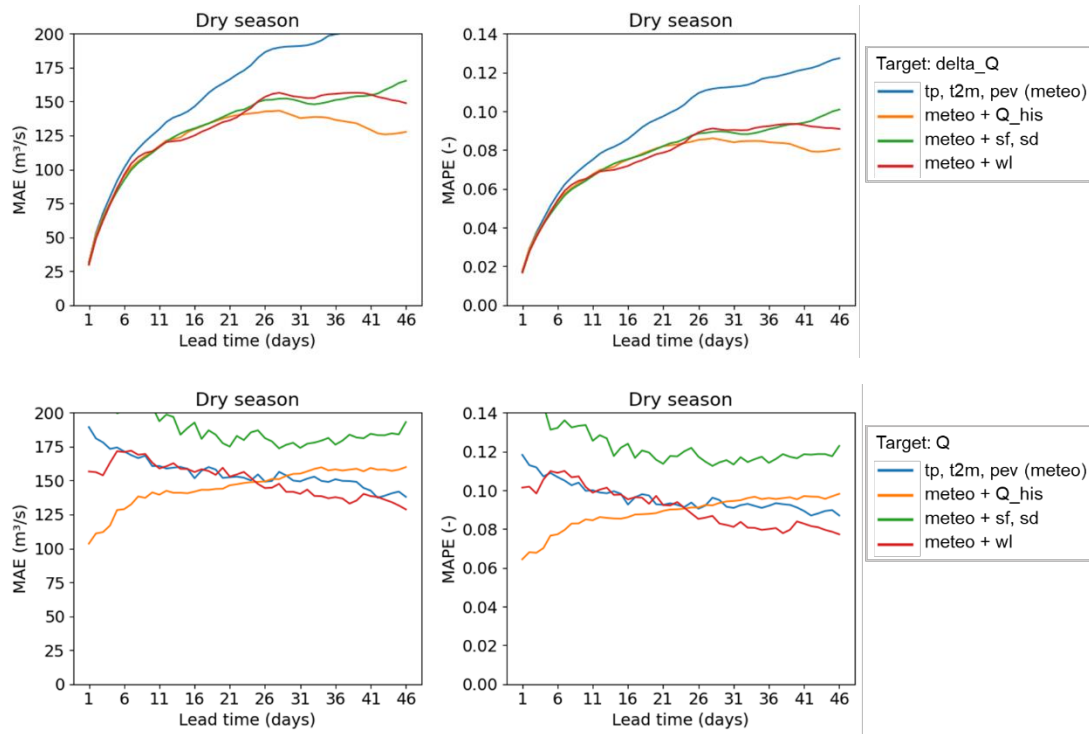 Dry season
200
175
150
125
100
75
50
25
0
MAE (m³/s)
1 6 11 16 21 26 31 36 41 46
Lead time (days)
Dry season
0.14
0.12
0.10
0.08
0.06
0.04
0.02
0.00
MAPE (-)
1 6 11 16 21 26 31 36 41 46
Lead time (days)
Target: delta_Q
tp, t2m, pev (meteo)
meteo + Q_his
meteo + sf, sd
meteo + wl
Dry season
200
175
150
125
100
75
50
25
0
MAE (m³/s)
1 6 11 16 21 26 31 36 41 46
Lead time (days)
Dry season
0.14
0.12
0.10
0.08
0.06
0.04
0.02
0.00
MAPE (-)
1 6 11 16 21 26 31 36 41 46
Lead time (days)
Target: Q
tp, t2m, pev (meteo)
meteo + Q_his
meteo + sf, sd
meteo + wl